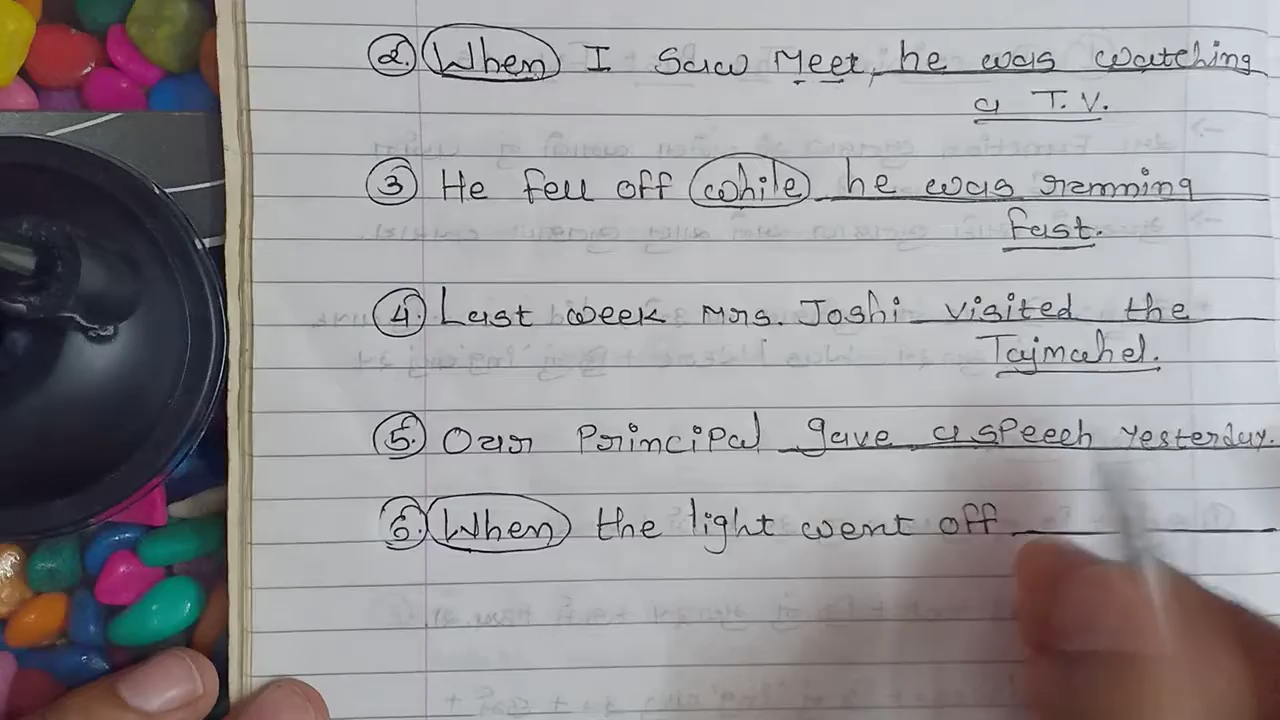 2. When I saw Meet, he was watching
a T.V.
3 He fell off while he was running
fast.
4. Last week Mrs. Joshi visited the
Tajmahel.
5. Our Principal gave a speech yesterday.
6. When the light went off